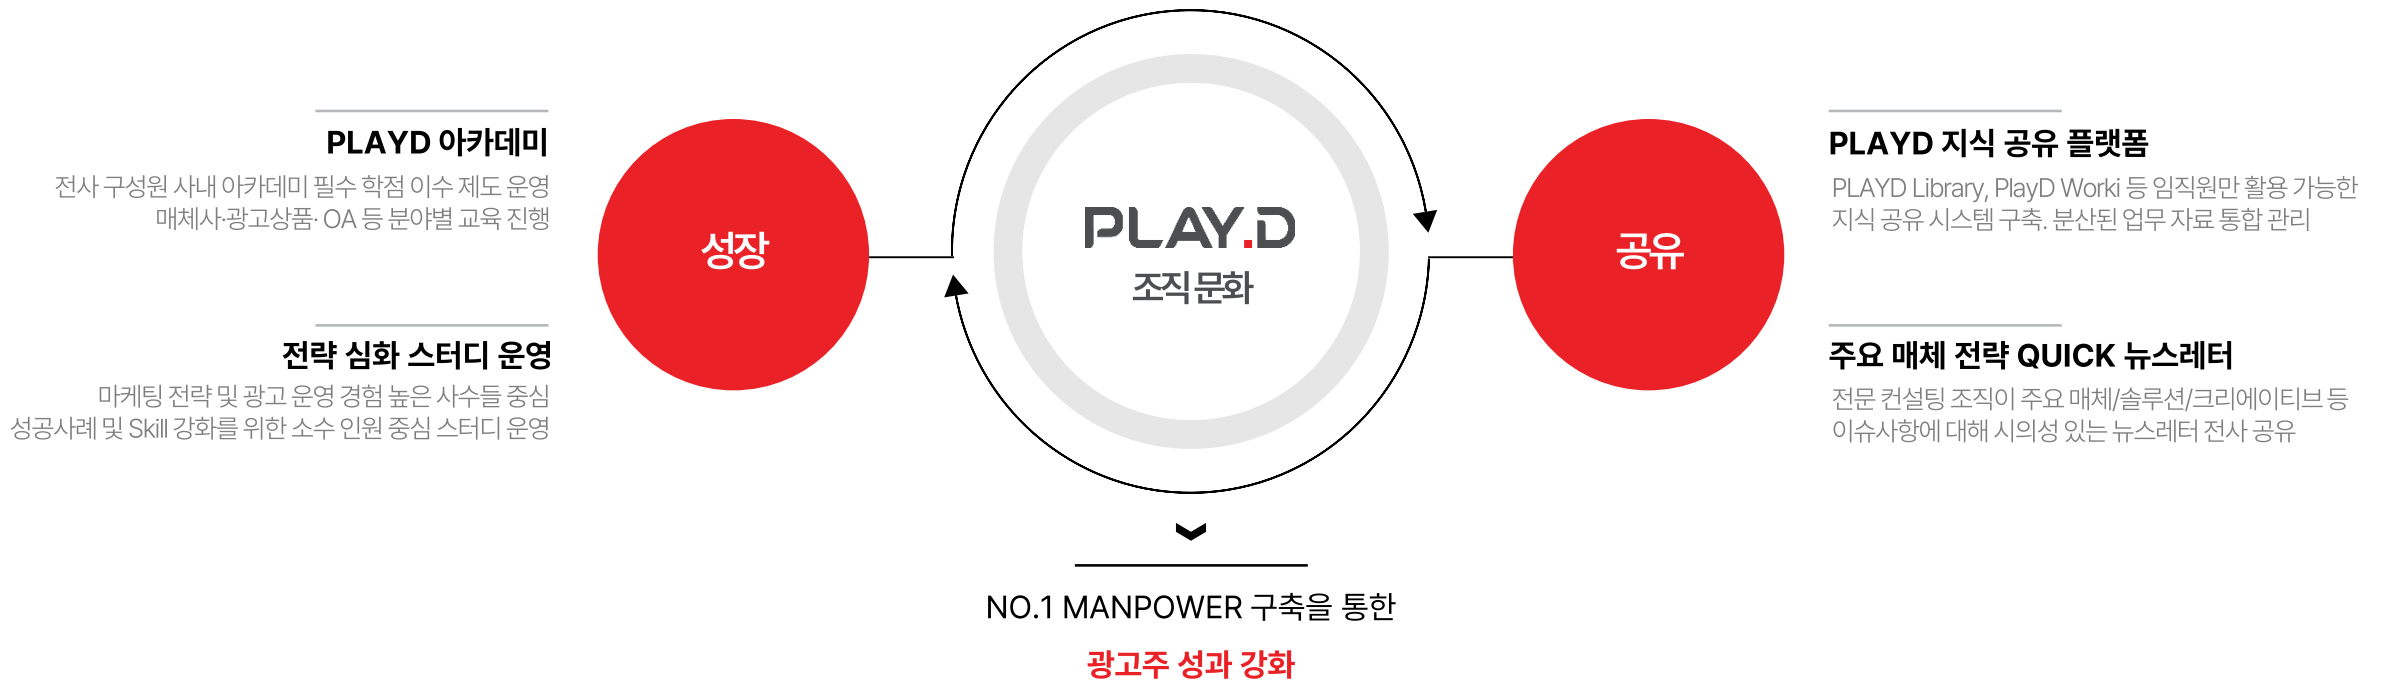 PLAYD 아카데미
전사 구성원 사내 아카데미 필수 학점 이수 제도 운영
매체사·광고상품· OA 등 분야별 교육 진행
전략 심화 스터디 운영
마케팅 전략 및 광고 운영 경험 높은 사수들 중심
성공사례 및 Skill 강화를 위한 소수 인원 중심 스터디 운영
성장
PLAY.D
조직 문화
공유
PLAYD 지식 공유 플랫폼
PLAYD Library, PlayD Worki 등 임직원만 활용 가능한
지식 공유 시스템 구축. 분산된 업무 자료 통합 관리
주요 매체 전략 QUICK 뉴스레터
전문 컨설팅 조직이 주요 매체/솔루션/크리에이티브 등
이슈사항에 대해 시의성 있는 뉴스레터 전사 공유
NO.1 MANPOWER 구축을 통한
광고주 성과 강화